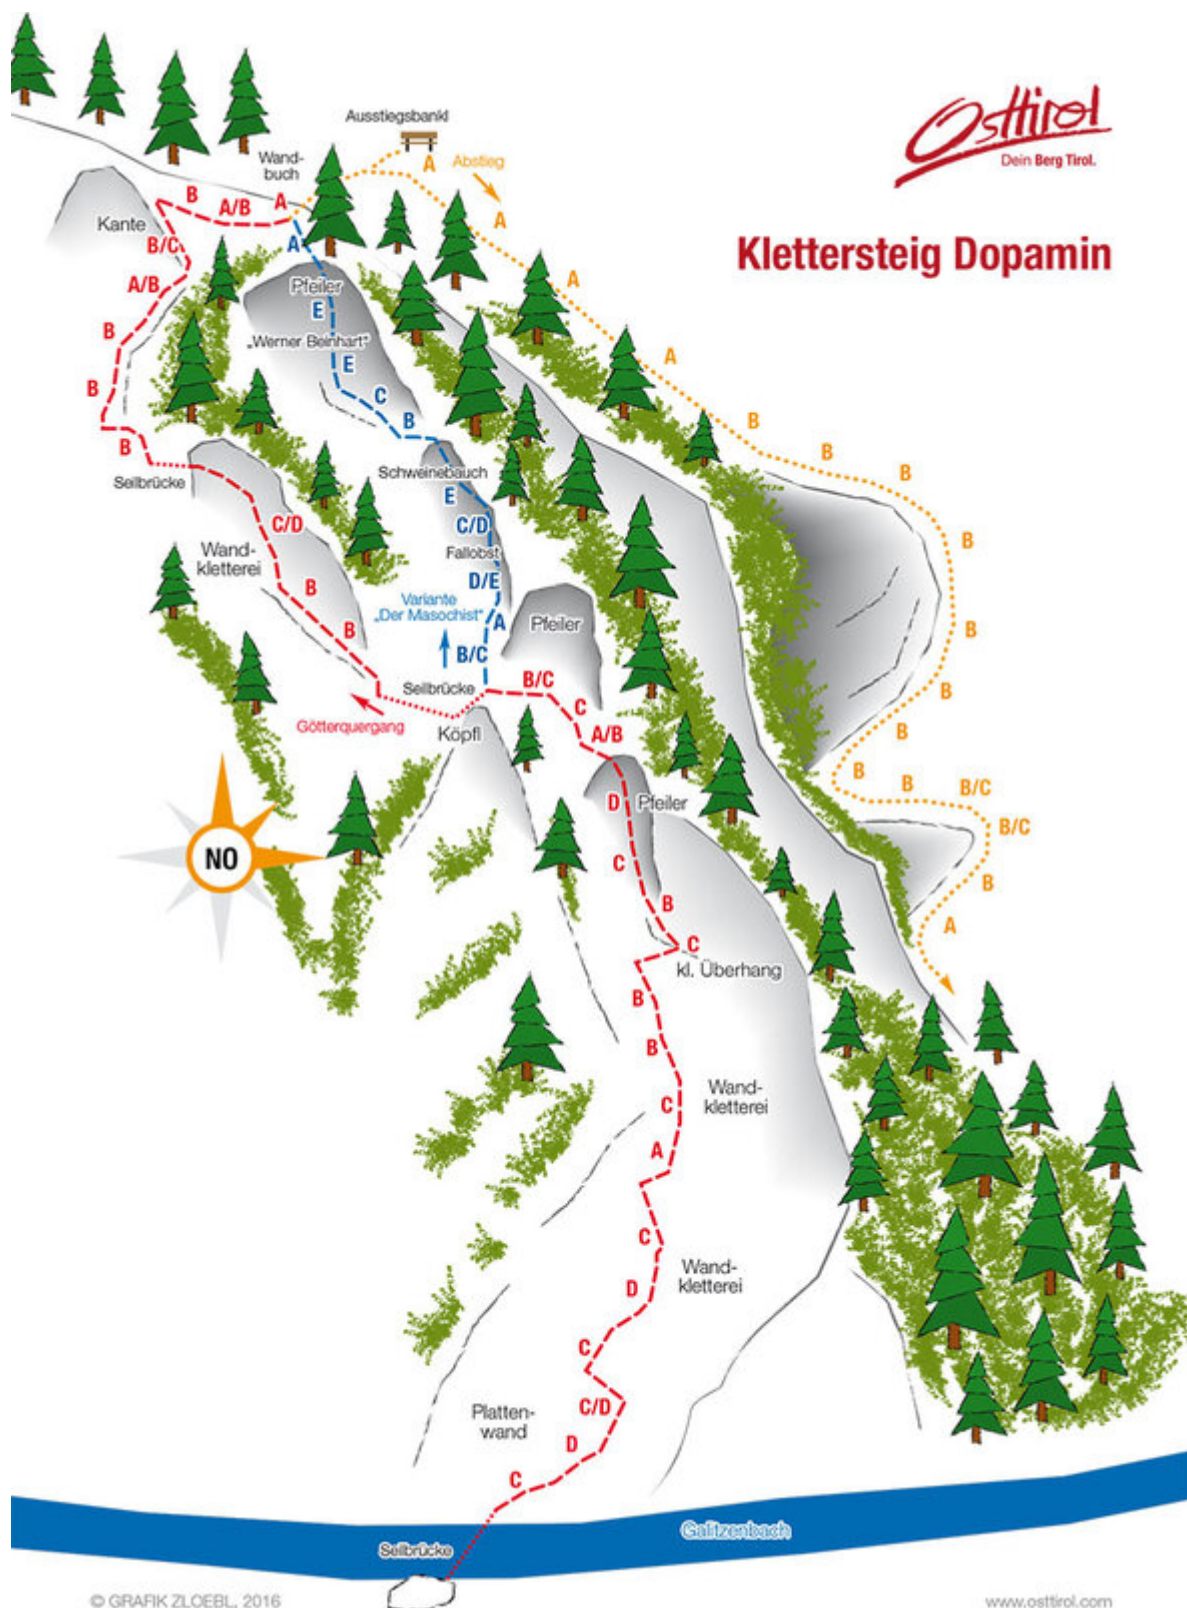 Ausstiegsbankl
Osttirol
Dein Berg Tirol.
Wand-
buch
A
Abstieg
B
A/B
A
A
Kante
B/C
A
Klettersteig Dopamin
A/B
Pfeiler
A
E
B
„Werner Beinhart"
A
E
B
C
B
B
B
B
B
Seilbrücke
Schweinebauch
E
C/D
C/D
B
Wand-
kletterei
Fallobst
D/E
B
Variante
„Der Masochist"
A
Pfeiler
B
B
B/C
B
Seilbrücke
B/C
C
Götterquergang
Köpfl
A/B
B
B
B
B/C
D
Pfeiler
B/C
NO
C
B
B
A
C
kl. Überhang
B
B
Wand-
kletterei
C
A
C
Wand-
kletterei
D
C
C/D
Platten-
wand
D
C
Galitzenbach
Seilbrücke
© GRAFIK ZLOEBL, 2016
www.osttirol.com